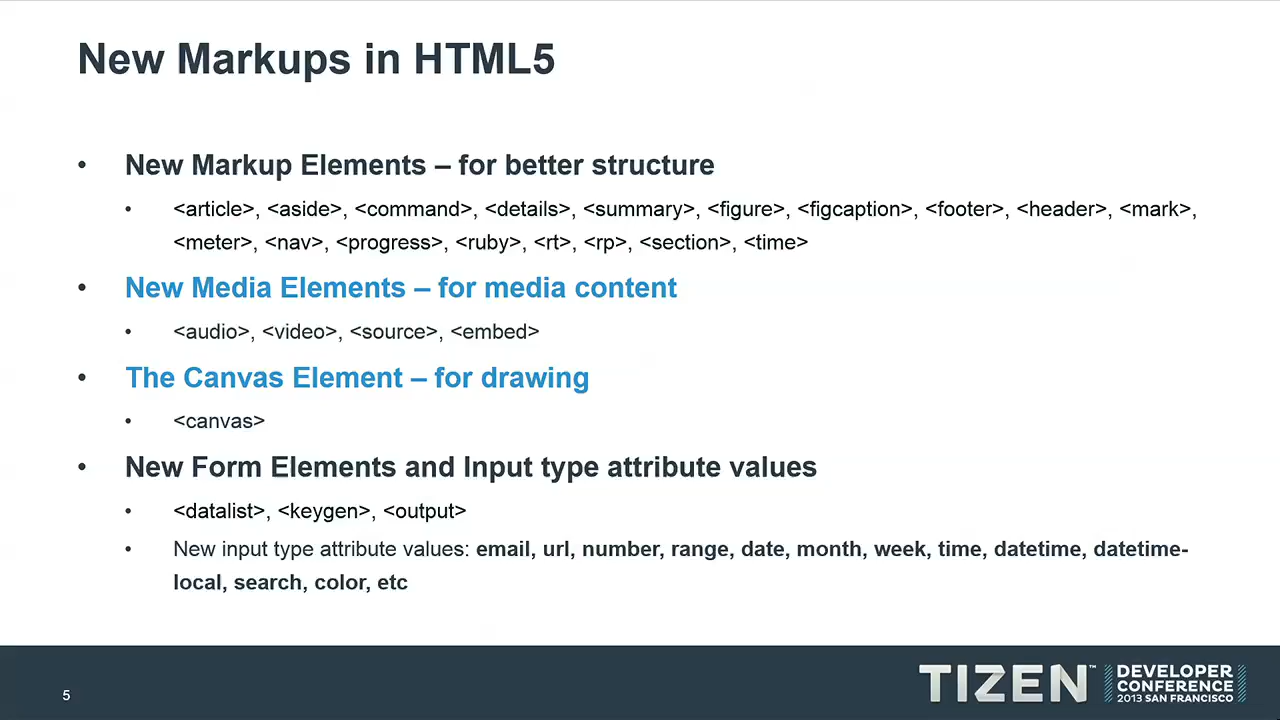 New Markups in HTML5
• New Markup Elements – for better structure
• <article>, <aside>, <command>, <details>, <summary>, <figure>, <figcaption>, <footer>, <header>, <mark>,
<meter>, <nav>, <progress>, <ruby>, <rt>, <rp>, <section>, <time>
• New Media Elements – for media content
• <audio>, <video>, <source>, <embed>
• The Canvas Element – for drawing
• <canvas>
• New Form Elements and Input type attribute values
• <datalist>, <keygen>, <output>
• New input type attribute values: email, url, number, range, date, month, week, time, datetime, datetime-
local, search, color, etc
5
TIZEN™
DEVELOPER
CONFERENCE
2013 SAN FRANCISCO